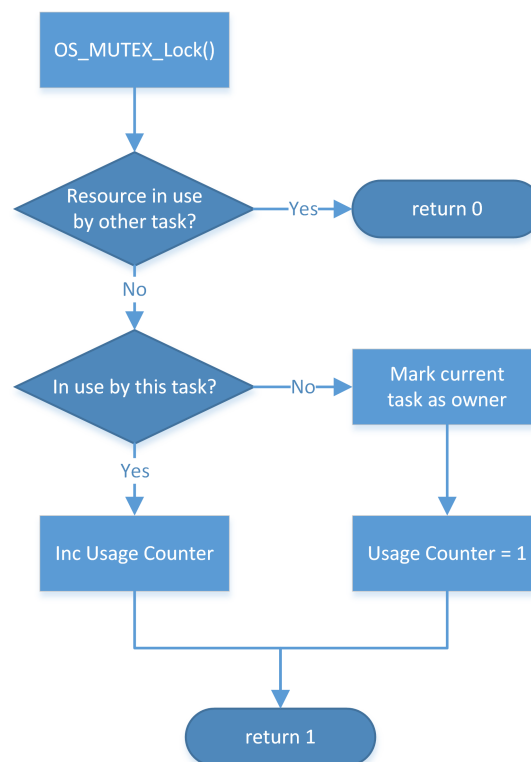 OS_MUTEX_Lock()
Resource in use
by other task?
Yes
return 0
No
In use by this task?
No
Mark current
task as owner
Yes
Inc Usage Counter
Usage Counter = 1
return 1